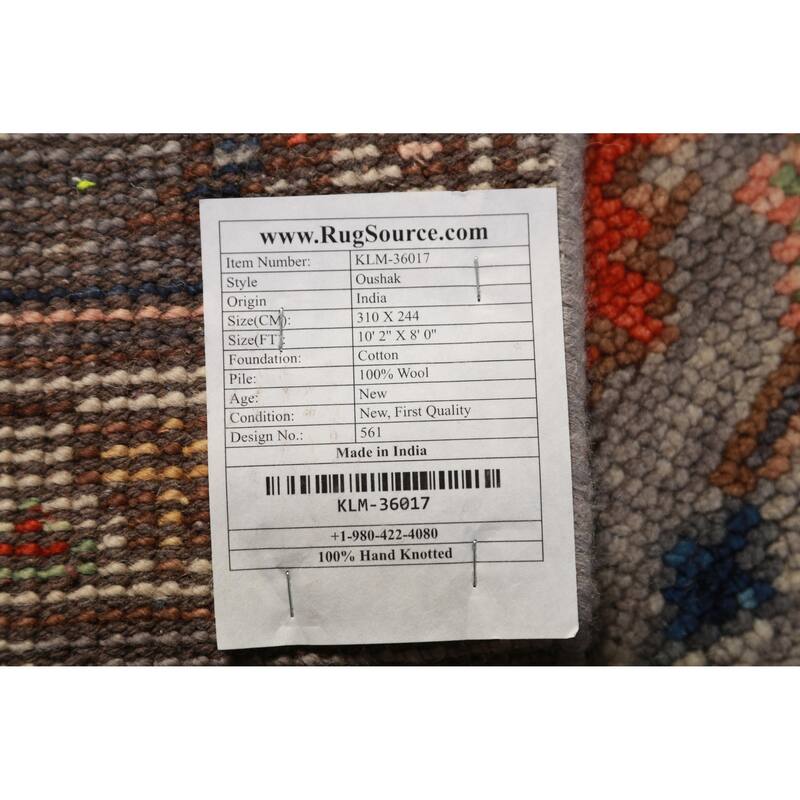 www.RugSource.com
Item Number: KLM-36017
Style Oushak
Origin India
Size(CM): 310 X 244
Size(FT): 10' 2" X 8' 0"
Foundation: Cotton
Pile: 100% Wool
Age: New
Condition: New, First Quality
Design No.: 561
Made in India
KLM-36017
+1-980-422-4080
100% Hand Knotted